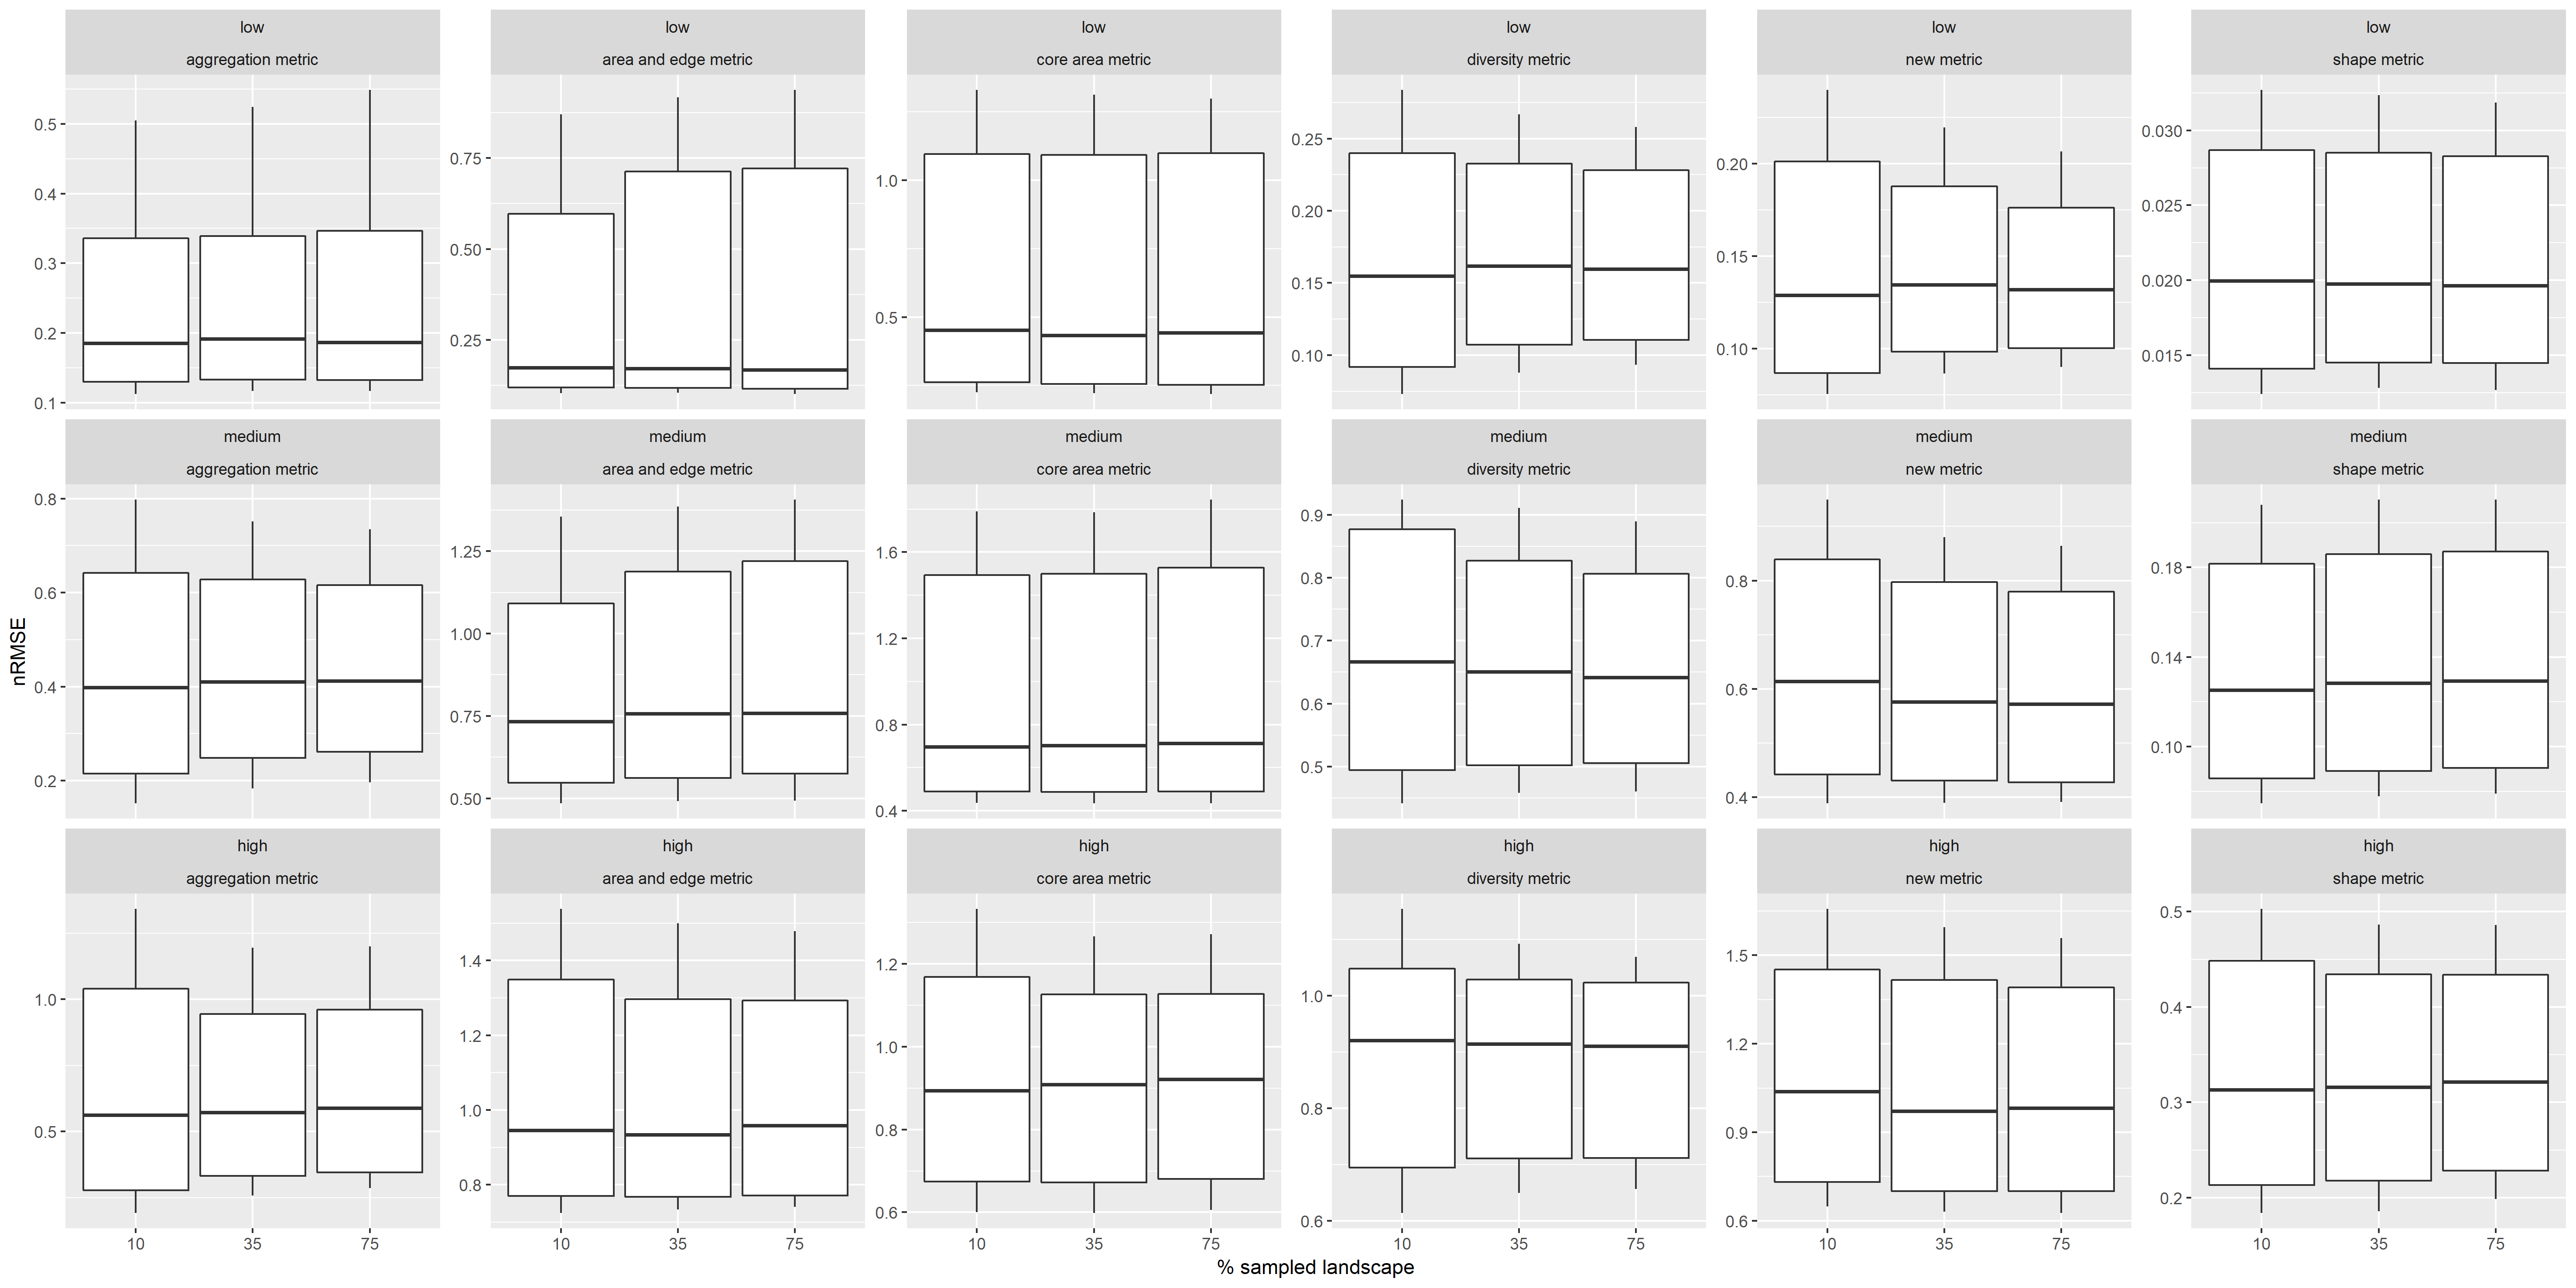 low
aggregation metric
low
area and edge metric
low
core area metric
low
diversity metric
low
new metric
low
shape metric
0.5
0.4
0.3
0.2
0.1
0.75
0.50
0.25
1.0
0.5
0.25
0.20
0.15
0.10
0.20
0.15
0.10
0.030
0.025
0.020
0.015
medium
aggregation metric
medium
area and edge metric
medium
core area metric
medium
diversity metric
medium
new metric
medium
shape metric
nRMSE
0.8
0.6
0.4
0.2
1.25
1.00
0.75
0.50
1.6
1.2
0.8
0.4
0.9
0.8
0.7
0.6
0.5
0.8
0.6
0.4
0.18
0.14
0.10
high
aggregation metric
high
area and edge metric
high
core area metric
high
diversity metric
high
new metric
high
shape metric
1.0
0.5
1.4
1.2
1.0
0.8
1.2
1.0
0.8
0.6
1.0
0.8
0.6
1.5
1.2
0.9
0.6
0.5
0.4
0.3
0.2
10 35 75
10 35 75
10 35 75
10 35 75
10 35 75
10 35 75
% sampled landscape